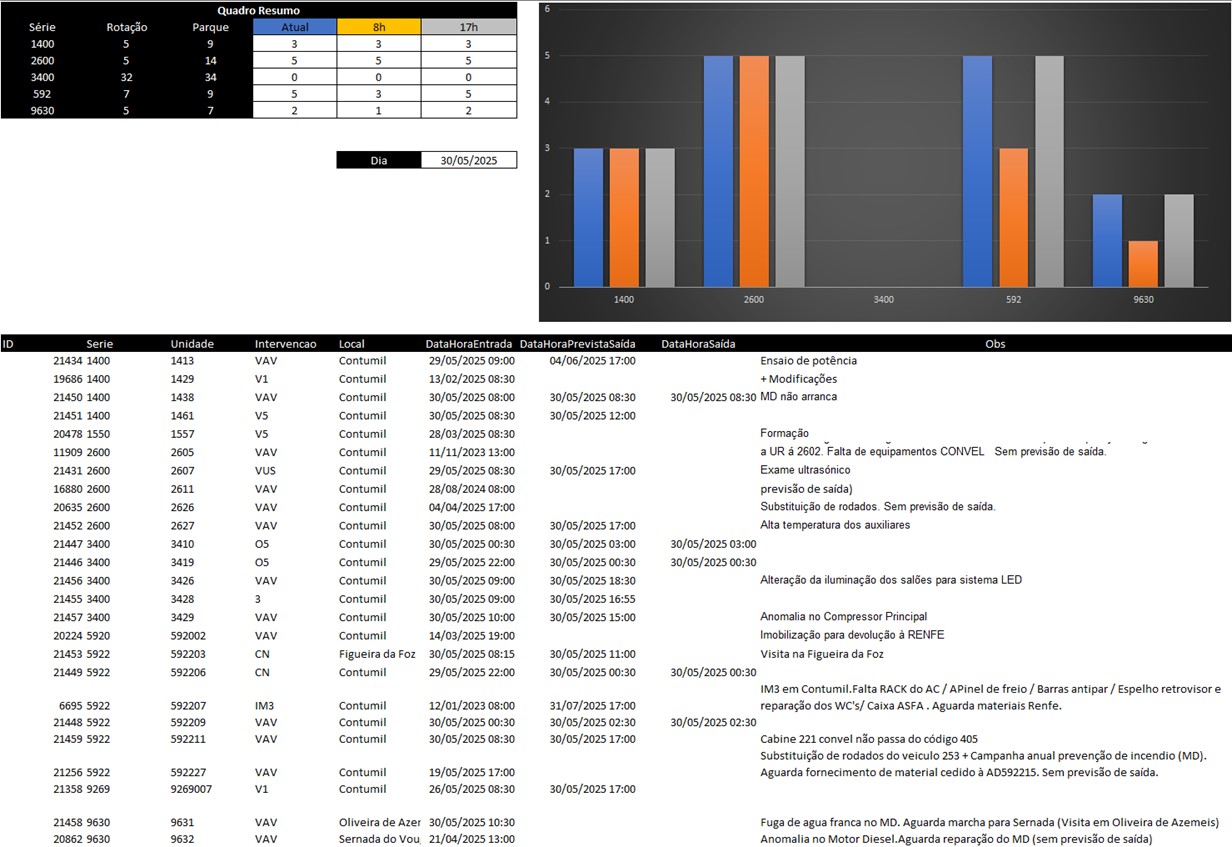 Quadro Resumo
Série Rotação Parque Atual 8h 17h
1400 5 9 3 3 3
2600 5 14 5 5 5
3400 32 34 0 0 0
592 7 9 5 3 5
9630 5 7 2 1 2
Dia 30/05/2025
6
5
4
3
2
1
0
1400 2600 3400 592 9630
ID Serie Unidade Intervencao Local DataHoraEntrada DataHoraPrevistaSaída DataHoraSaída Obs
21434 1400 1413 VAV Contumil 29/05/2025 09:00 04/06/2025 17:00 Ensaio de potência
19686 1400 1429 V1 Contumil 13/02/2025 08:30 + Modificações
21450 1400 1438 VAV Contumil 30/05/2025 08:00 30/05/2025 08:30 30/05/2025 08:30 MD não arranca
21451 1400 1461 V5 Contumil 30/05/2025 08:30 30/05/2025 12:00
20478 1550 1557 V5 Contumil 28/03/2025 08:30 Formação
11909 2600 2605 VAV Contumil 11/11/2023 13:00 a UR á 2602. Falta de equipamentos CONVEL Sem previsão de saída.
21431 2600 2607 VUS Contumil 29/05/2025 08:30 30/05/2025 17:00 Exame ultrasónico
16880 2600 2611 VAV Contumil 28/08/2024 08:00 previsão de saída)
20635 2600 2626 VAV Contumil 04/04/2025 17:00 Substituição de rodados. Sem previsão de saída.
21452 2600 2627 VAV Contumil 30/05/2025 08:00 30/05/2025 17:00 Alta temperatura dos auxiliares
21447 3400 3410 O5 Contumil 30/05/2025 00:30 30/05/2025 03:00 30/05/2025 03:00
21446 3400 3419 O5 Contumil 29/05/2025 22:00 30/05/2025 00:30 30/05/2025 00:30
21456 3400 3426 VAV Contumil 30/05/2025 09:00 30/05/2025 18:30 Alteração da iluminação dos salões para sistema LED
21455 3400 3428 3 Contumil 30/05/2025 09:00 30/05/2025 16:55
21457 3400 3429 VAV Contumil 30/05/2025 10:00 30/05/2025 15:00 Anomalia no Compressor Principal
20224 5920 592002 VAV Contumil 14/03/2025 19:00 Imobilização para devolução à RENFE
21453 5922 592203 CN Figueira da Foz 30/05/2025 08:15 30/05/2025 11:00 Visita na Figueira da Foz
21449 5922 592206 CN Contumil 29/05/2025 22:00 30/05/2025 00:30 30/05/2025 00:30
IM3 em Contumil.Falta RACK do AC / APinel de freio / Barras antipar / Espelho retrovisor e
6695 5922 592207 IM3 Contumil 12/01/2023 08:00 31/07/2025 17:00 reparação dos WC's/ Caixa ASFA . Aguarda materiais Renfe.
21448 5922 592209 VAV Contumil 30/05/2025 00:30 30/05/2025 02:30 30/05/2025 02:30
21459 5922 592211 VAV Contumil 30/05/2025 08:30 30/05/2025 17:00 Cabine 221 convel não passa do código 405
Substituição de rodados do veiculo 253 + Campanha anual prevenção de incendio (MD).
21256 5922 592227 VAV Contumil 19/05/2025 17:00 Aguarda fornecimento de material cedido à AD592215. Sem previsão de saída.
21358 9269 9269007 V1 Contumil 26/05/2025 08:30 30/05/2025 17:00
21458 9630 9631 VAV Oliveira de Azer 30/05/2025 10:30 Fuga de agua franca no MD. Aguarda marcha para Sernada (Visita em Oliveira de Azemeis)
20862 9630 9632 VAV Sernada do Vou 21/04/2025 13:00 Anomalia no Motor Diesel.Aguarda reparação do MD (sem previsão de saída)